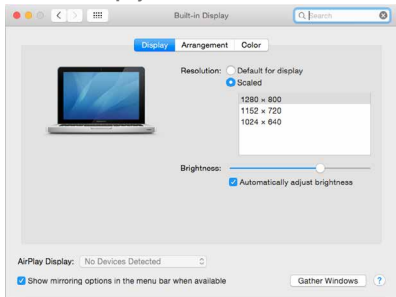 Built-in Display
Search
Display Arrangement Color
Resolution: Default for display
Scaled
1280 × 800
1152 × 720
1024 × 640
Brightness:
Automatically adjust brightness
AirPlay Display: No Devices Detected
Show mirroring options in the menu bar when available
Gather Windows ?